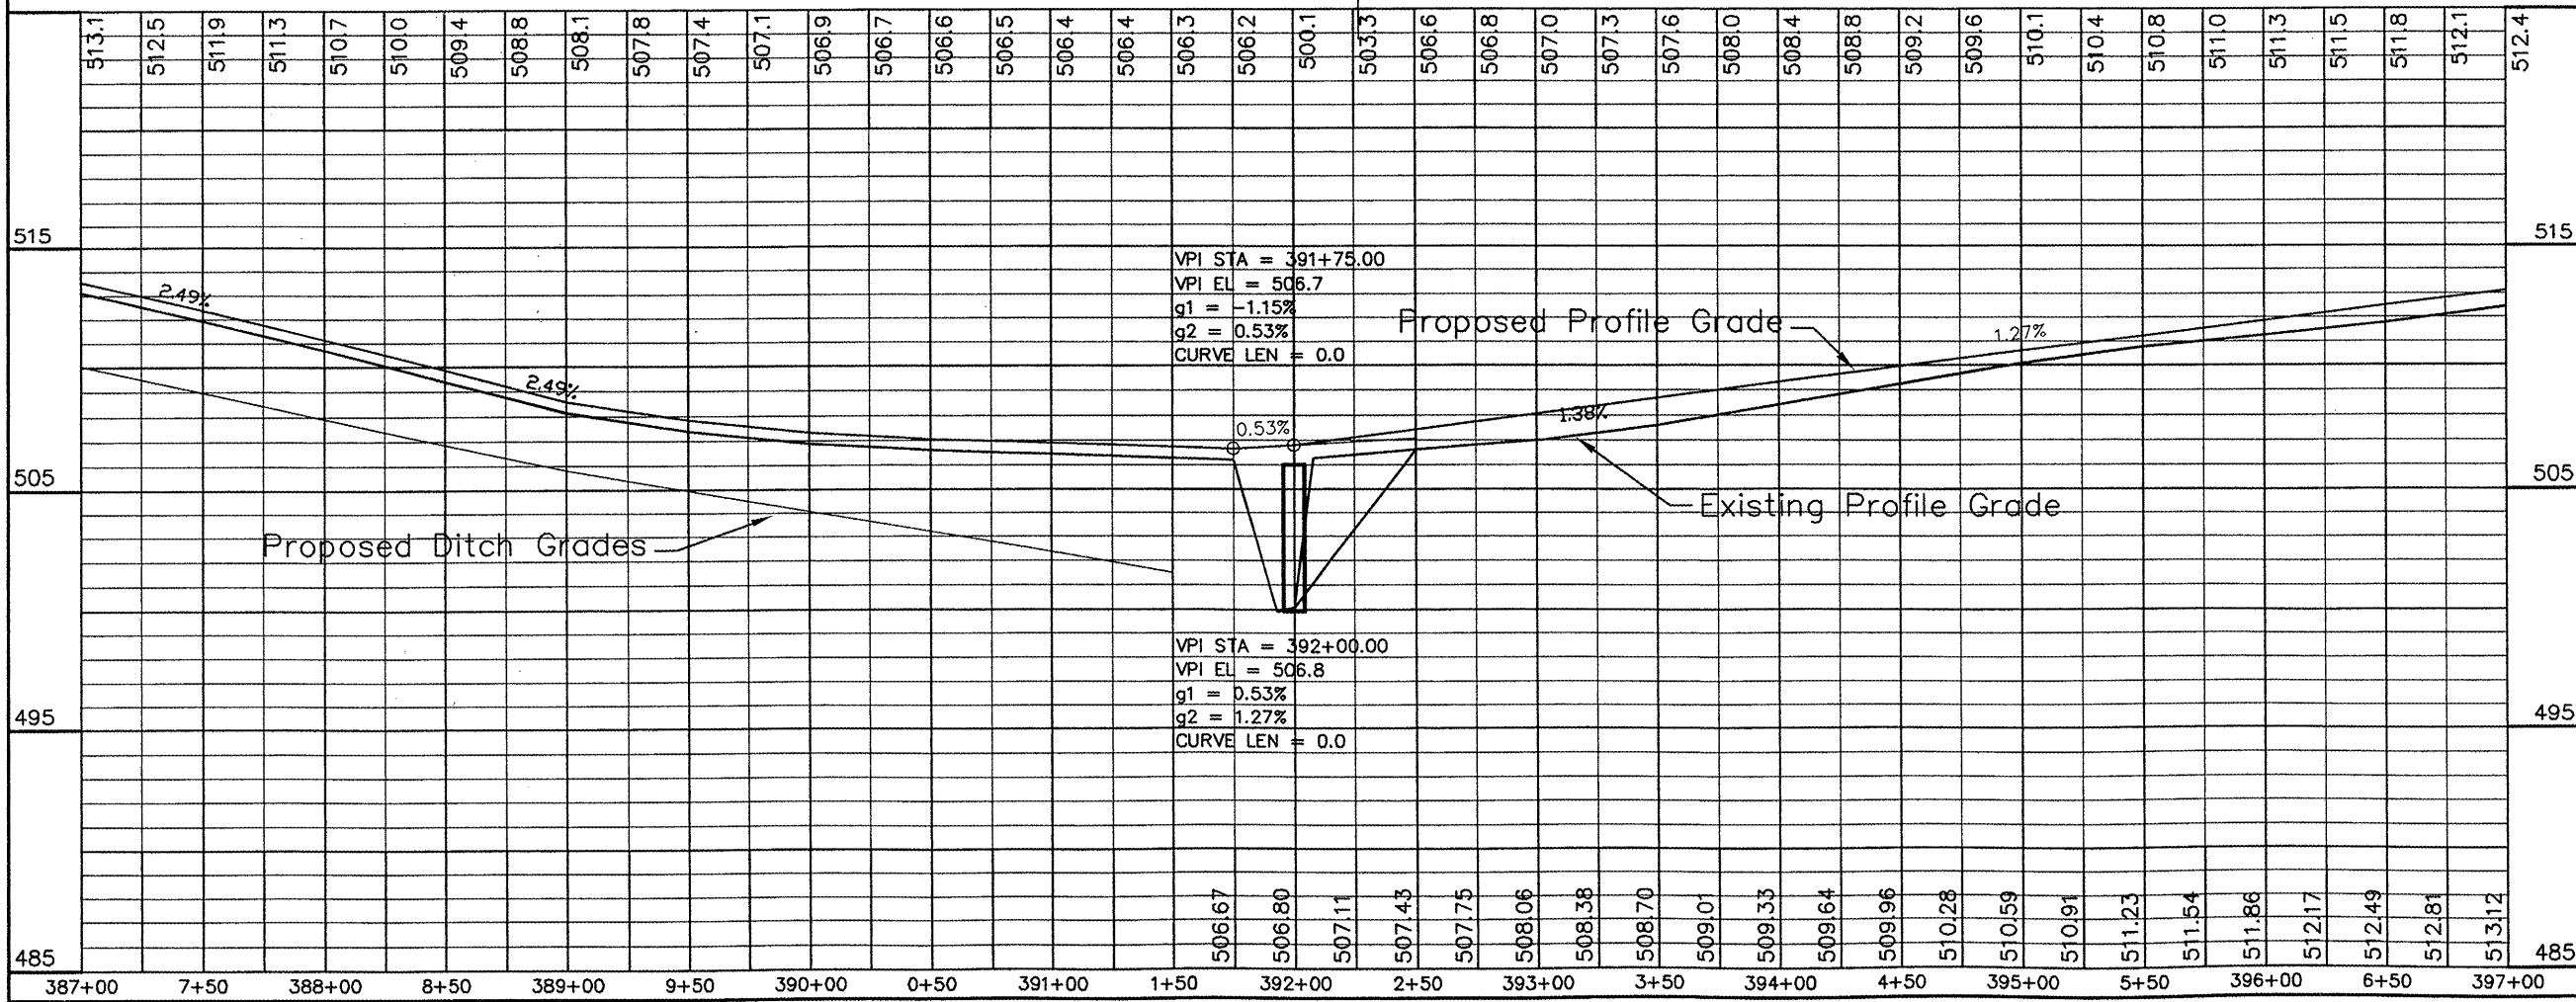 513.1 512.5 511.9 511.3 510.7 510.0 509.4 508.8 508.1 507.8 507.4 507.1 506.9 506.7 506.6 506.5 506.4 506.4 506.3 506.2 500.1 503.3 506.6 506.8 507.0 507.3 507.6 508.0 508.4 508.8 509.2 509.6 510.1 510.4 510.8 511.0 511.3 511.5 511.8 512.1 512.4
515 515
VPI STA = 391+75.00
VPI EL = 506.7
g1 = -1.15%
g2 = 0.53%
CURVE LEN = 0.0
2.49%
Proposed Profile Grade
1.27%
2.49%
1.38%
0.53%
505 505
Existing Profile Grade
Proposed Ditch Grades
VPI STA = 392+00.00
VPI EL = 506.8
g1 = 0.53%
g2 = 1.27%
CURVE LEN = 0.0
495 495
506.67 506.80 507.11 507.43 507.75 508.06 508.38 508.70 509.01 509.33 509.64 509.96 510.28 510.59 510.91 511.23 511.54 511.86 512.17 512.49 512.81 513.12
485 485
387+00 7+50 388+00 8+50 389+00 9+50 390+00 0+50 391+00 1+50 392+00 2+50 393+00 3+50 394+00 4+50 395+00 5+50 396+00 6+50 397+00